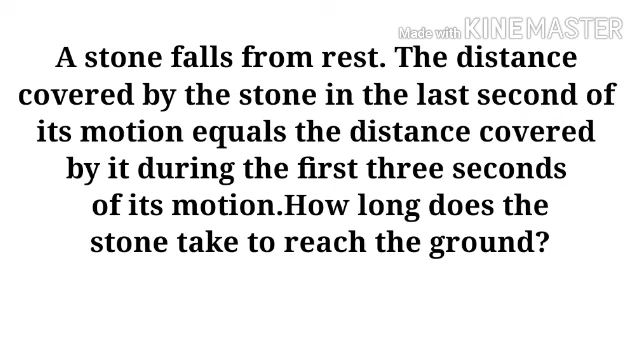 Made with KINEMASTER
A stone falls from rest. The distance
covered by the stone in the last second of
its motion equals the distance covered
by it during the first three seconds
of its motion.How long does the
stone take to reach the ground?